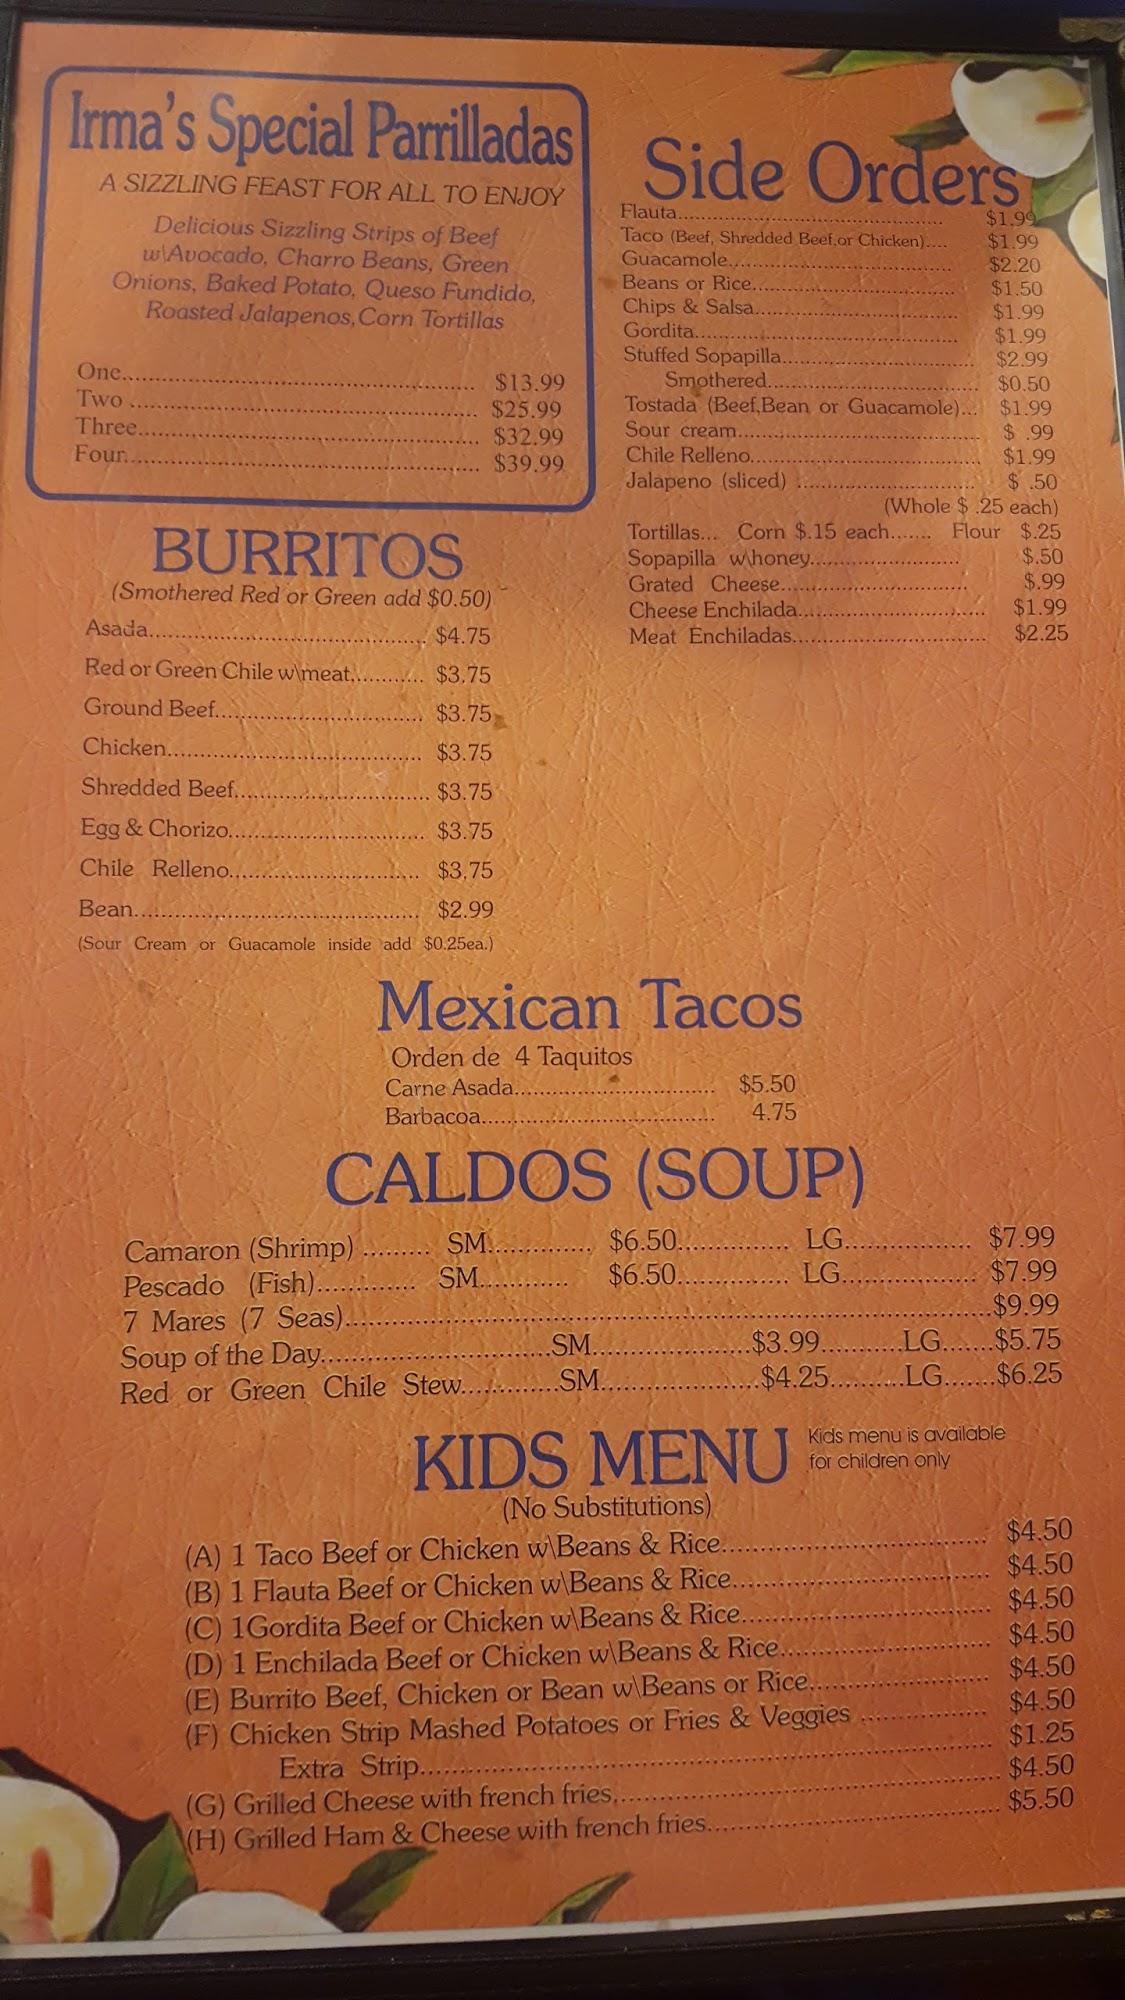 Irma's Special Parrilladas
A SIZZLING FEAST FOR ALL TO ENJOY
Delicious Sizzling Strips of Beef
w\Avocado, Charro Beans, Green
Onions, Baked Potato, Queso Fundido,
Roasted Jalapenos,Corn Tortillas
One........ $13.99
Two ........ $25.99
Three........ $32.99
Four........ $39.99
Side Orders
Flauta........ $1.99
Taco (Beef, Shredded Beef,or Chicken).... $1.99
Guacamole........ $2.20
Beans or Rice........ $1.50
Chips & Salsa........ $1.99
Gordita........ $1.99
Stuffed Sopapilla........ $2.99
Smothered........ $0.50
Tostada (Beef,Bean or Guacamole)... $1.99
Sour cream........ $ .99
Chile Relleno........ $1.99
Jalapeno (sliced) ........ $ .50
(Whole $ .25 each)
Tortillas... Corn $.15 each....... Flour $.25
Sopapilla w\honey........ $.50
Grated Cheese........ $.99
Cheese Enchilada........ $1.99
Meat Enchiladas........ $2.25
BURRITOS
(Smothered Red or Green add $0.50)
Asada........ $4.75
Red or Green Chile w\meat........ $3.75
Ground Beef........ $3.75
Chicken........ $3.75
Shredded Beef........ $3.75
Egg & Chorizo........ $3.75
Chile Relleno........ $3.75
Bean........ $2.99
(Sour Cream or Guacamole inside add $0.25ea.)
Mexican Tacos
Orden de 4 Taquitos
Carne Asada........ $5.50
Barbacoa........ 4.75
CALDOS (SOUP)
Camaron (Shrimp) ......... SM............. $6.50............... LG................. $7.99
Pescado (Fish)............. SM............ $6.50............... LG.................. $7.99
7 Mares (7 Seas)........$9.99
Soup of the Day........SM........$3.99...........LG.......$5.75
Red or Green Chile Stew.............SM........$4.25..........LG.......$6.25
KIDS MENU
Kids menu is available
for children only
(No Substitutions)
(A) 1 Taco Beef or Chicken w\Beans & Rice........ $4.50
(B) 1 Flauta Beef or Chicken w\Beans & Rice........ $4.50
(C) 1Gordita Beef or Chicken w\Beans & Rice........ $4.50
(D) 1 Enchilada Beef or Chicken w\Beans & Rice........ $4.50
(E) Burrito Beef, Chicken or Bean w\Beans or Rice........ $4.50
(F) Chicken Strip Mashed Potatoes or Fries & Veggies ........ $4.50
Extra Strip........ $1.25
(G) Grilled Cheese with french fries........ $4.50
(H) Grilled Ham & Cheese with french fries........ $5.50